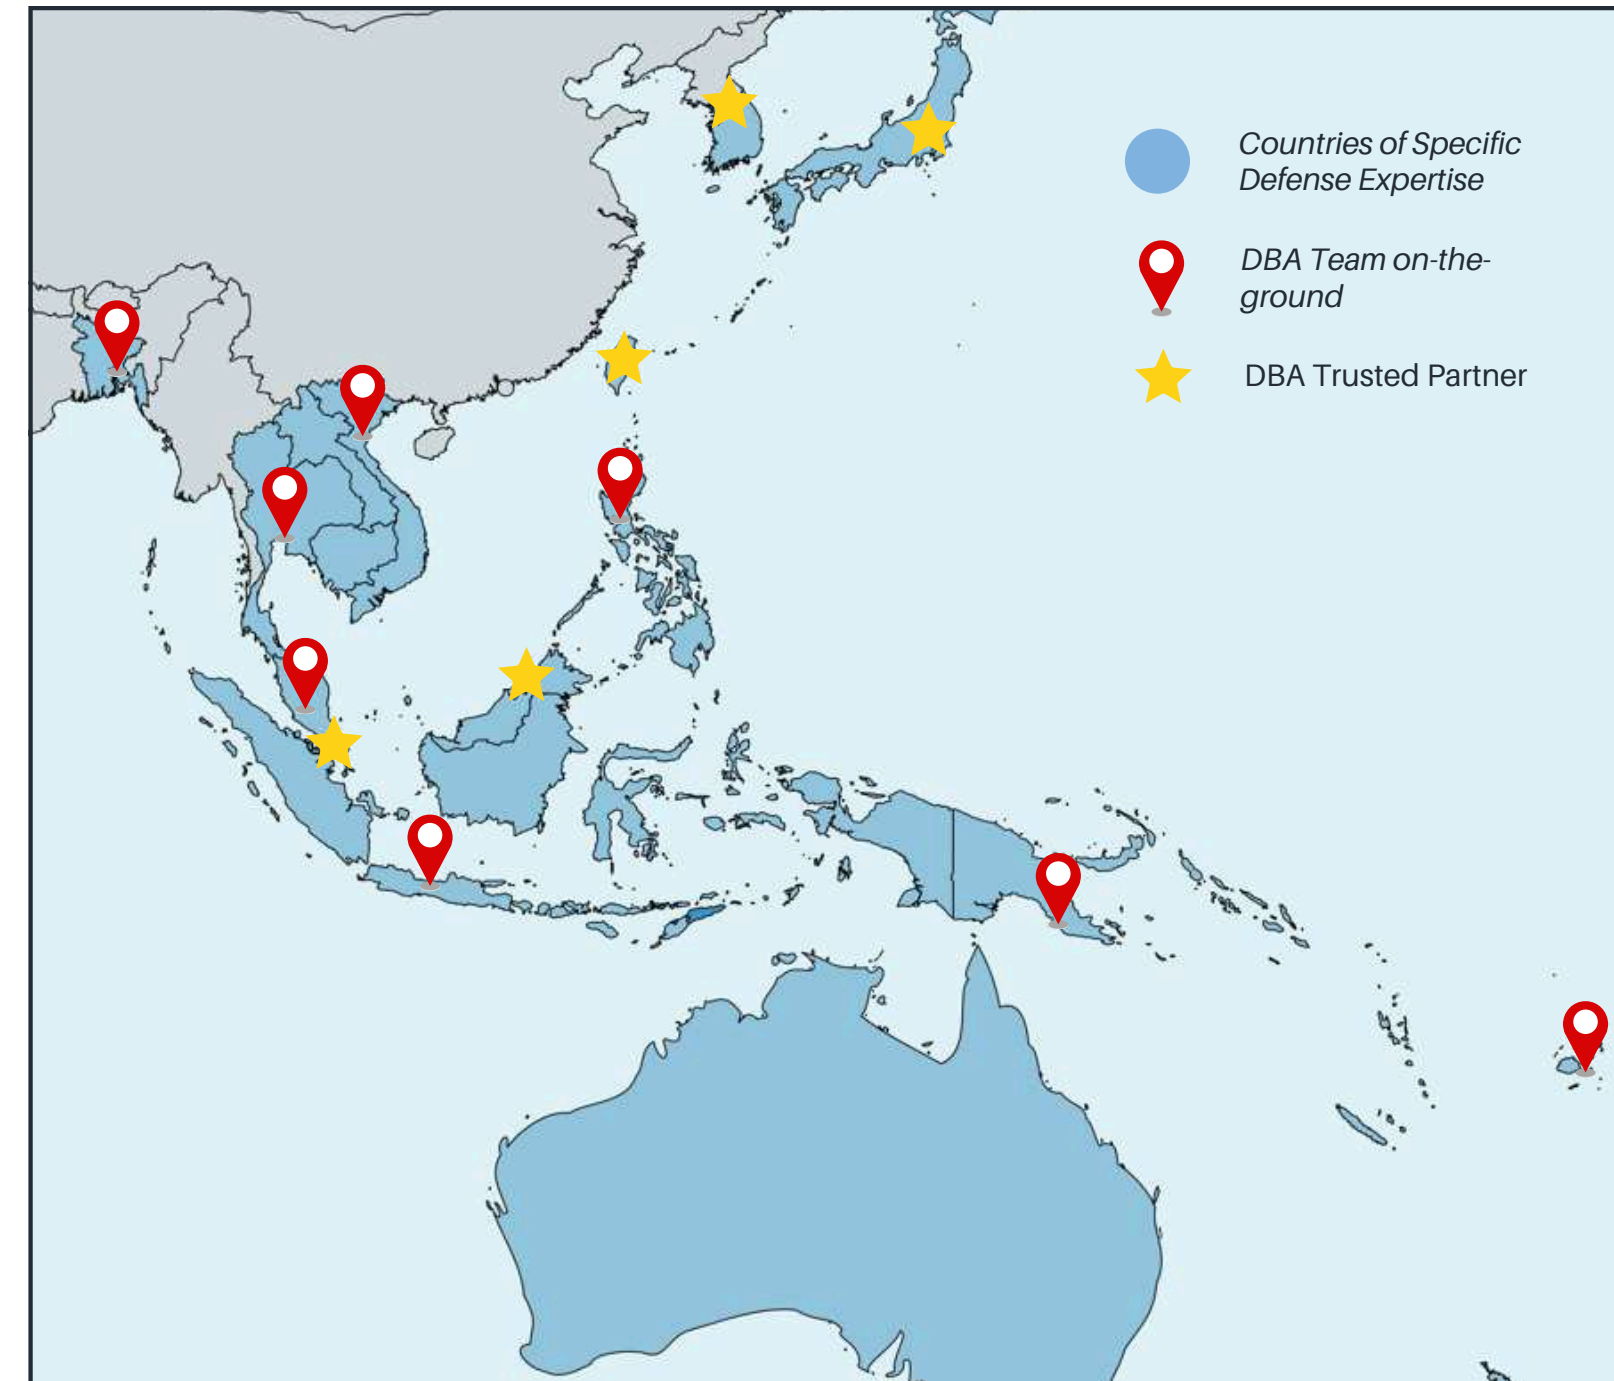 Countries of Specific
Defense Expertise
DBA Team on-the-
ground
DBA Trusted Partner